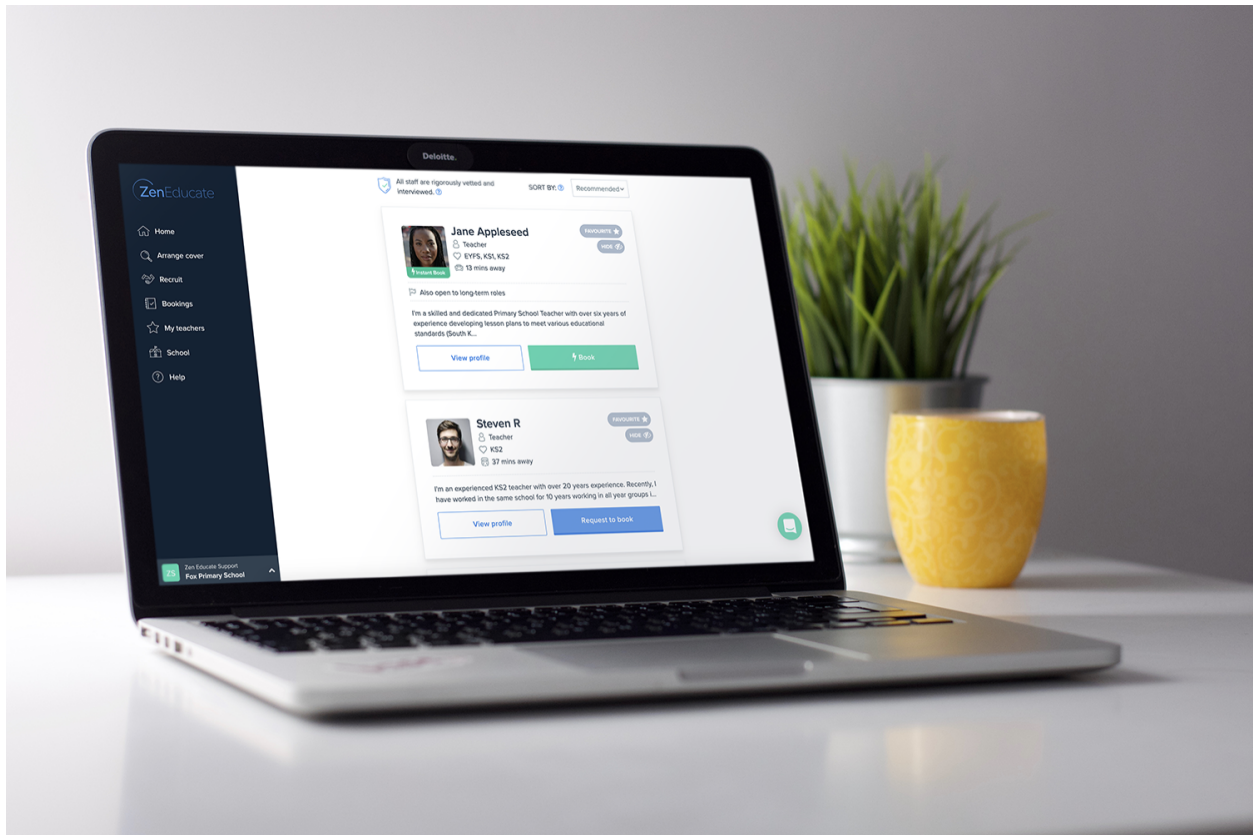 Deloitte.
ZenEducate
Home
Arrange cover
Recruit
Bookings
My teachers
School
Help
ZS
Zen Educate Support
Fox Primary School
All staff are rigorously vetted and
interviewed.
SORT BY:
Recommended
Jane Appleseed
FAVOURITE
Teacher
HIDE
EYFS, KS1, KS2
13 mins away
Instant Book
Also open to long-term roles
I'm a skilled and dedicated Primary School Teacher with over six years of
experience developing lesson plans to meet various educational
standards (South K...
View profile
Book
Steven R
FAVOURITE
Teacher
HIDE
KS2
37 mins away
I'm an experienced KS2 teacher with over 20 years experience. Recently, I
have worked in the same school for 10 years working in all year groups i...
View profile
Request to book